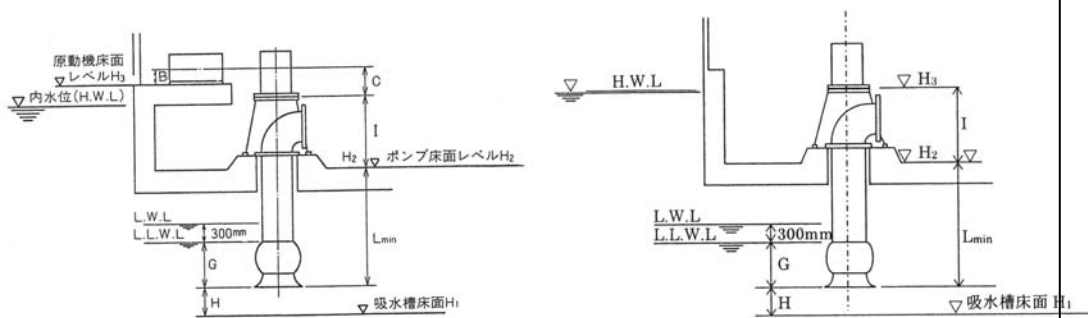 原動機床面
レベルH₃
B
C
内水位(H.W.L)
I
H₂
ポンプ床面レベルH₂
L.W.L
L.L.W.L
300mm
Lmin
G
H
吸水槽床面H₁
H.W.L
H₃
I
H₂
L.W.L
L.L.W.L
300mm
Lmin
G
H
吸水槽床面 H₁